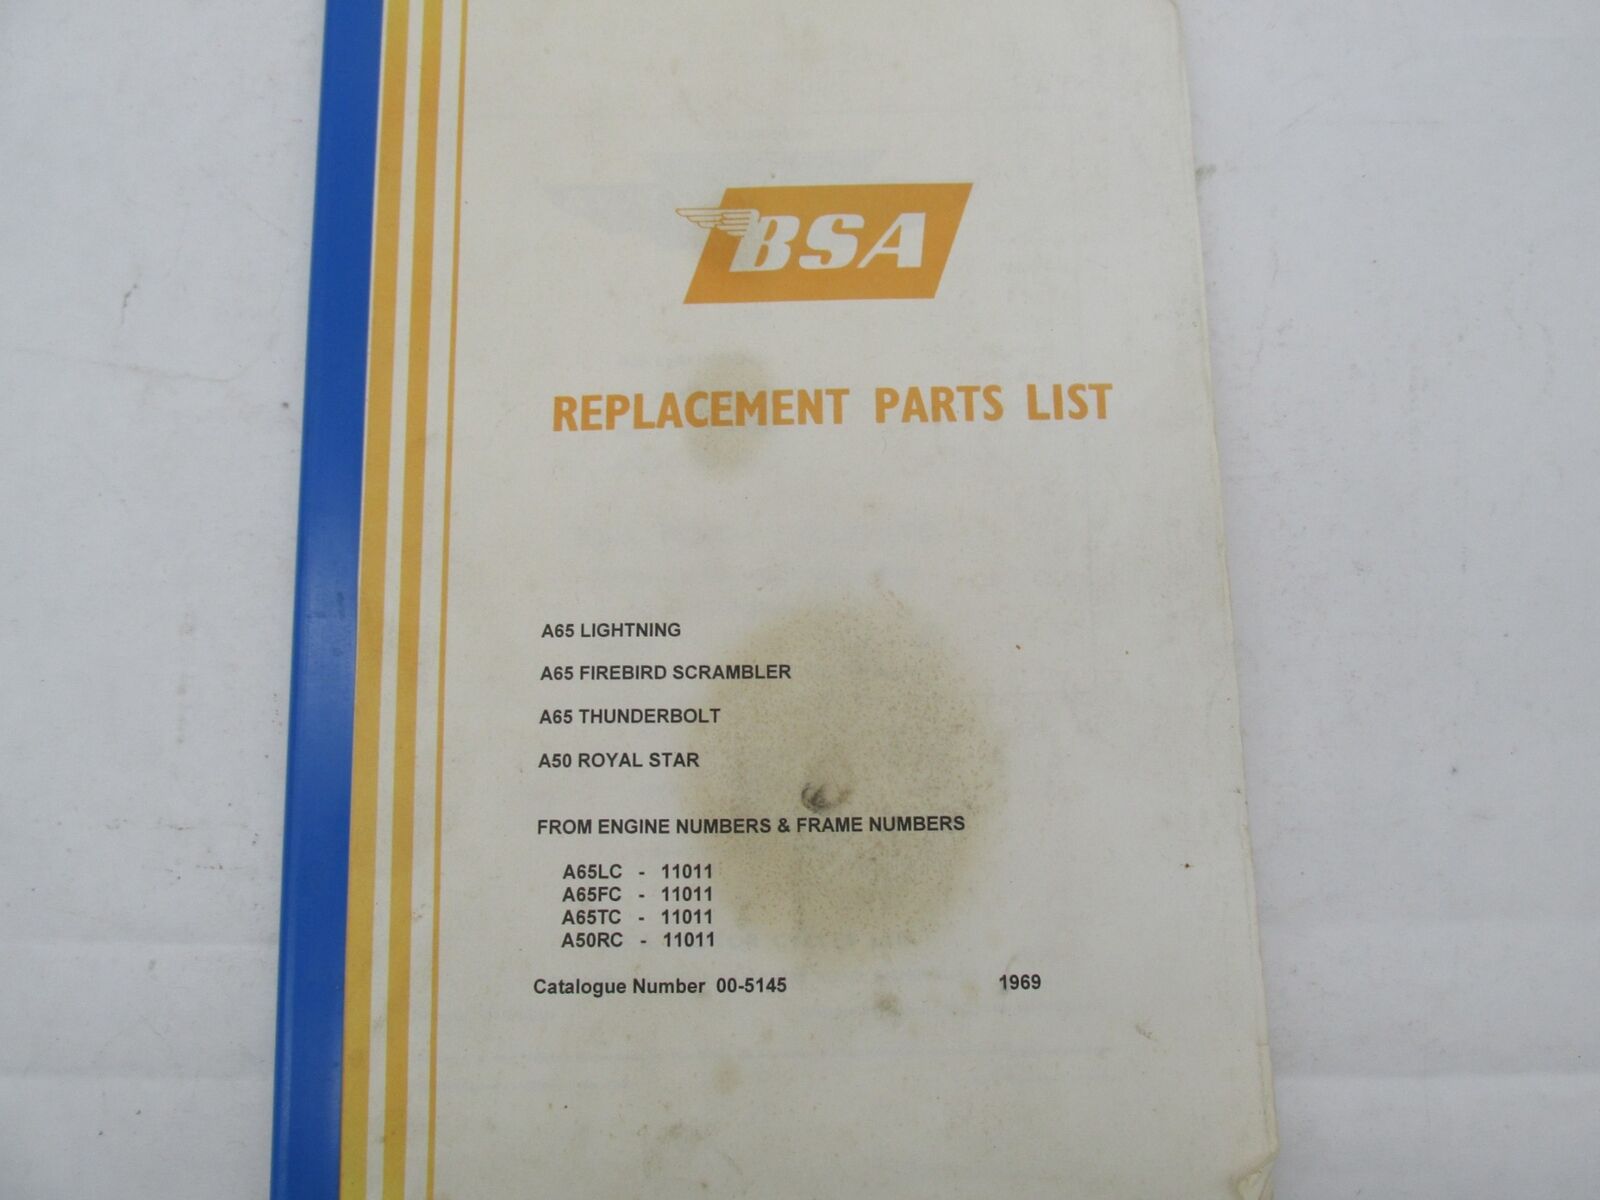 BSA
REPLACEMENT PARTS LIST
A65 LIGHTNING
A65 FIREBIRD SCRAMBLER
A65 THUNDERBOLT
A50 ROYAL STAR
FROM ENGINE NUMBERS & FRAME NUMBERS
A65LC - 11011
A65FC - 11011
A65TC - 11011
A50RC - 11011
Catalogue Number 00-5145 1969